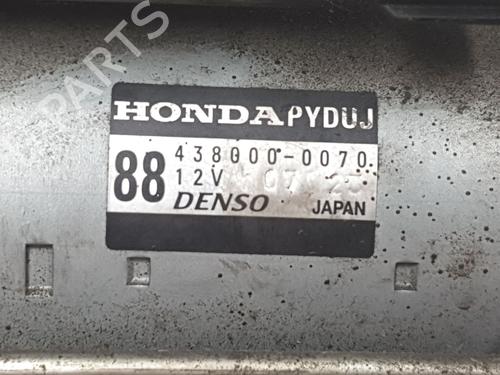 PARTS
HONDA PYDUJ
88
438000-0070
12V
DENSO JAPAN